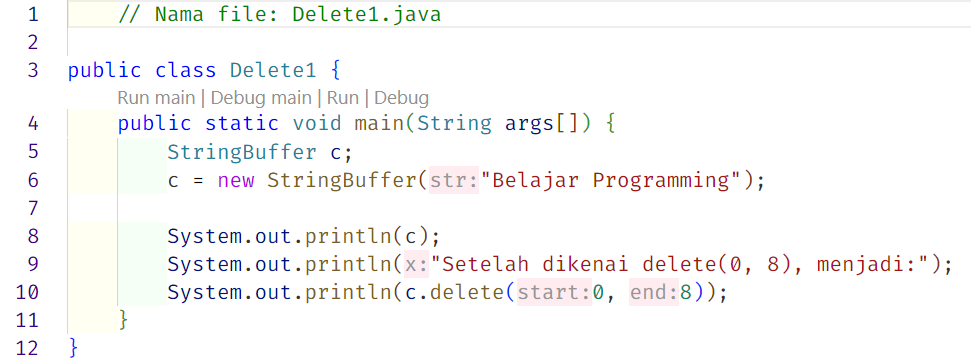 1 // Nama file: Delete1.java
2
3 public class Delete1 {
Run main | Debug main | Run | Debug
4 public static void main(String args[]) {
5 StringBuffer c;
6 c = new StringBuffer(str:"Belajar Programming");
7
8 System.out.println(c);
9 System.out.println(x:"Setelah dikenai delete(0, 8), menjadi:");
10 System.out.println(c.delete(start:0, end:8));
11 }
12 }